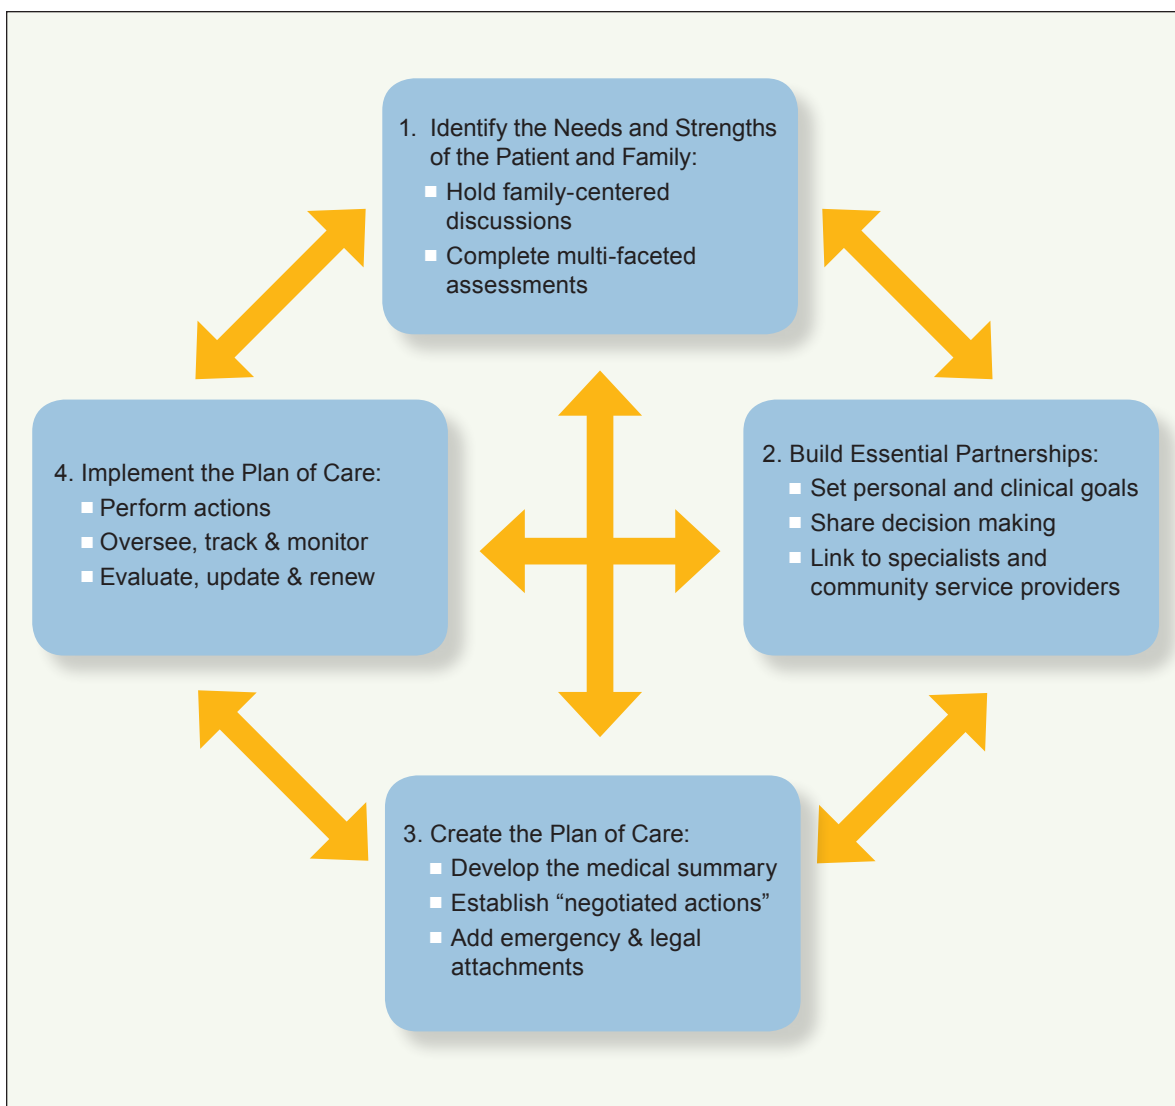 1. Identify the Needs and Strengths
of the Patient and Family:
Hold family-centered
discussions
Complete multi-faceted
assessments
2. Build Essential Partnerships:
Set personal and clinical goals
Share decision making
Link to specialists and
community service providers
3. Create the Plan of Care:
Develop the medical summary
Establish “negotiated actions”
Add emergency & legal
attachments
4. Implement the Plan of Care:
Perform actions
Oversee, track & monitor
Evaluate, update & renew